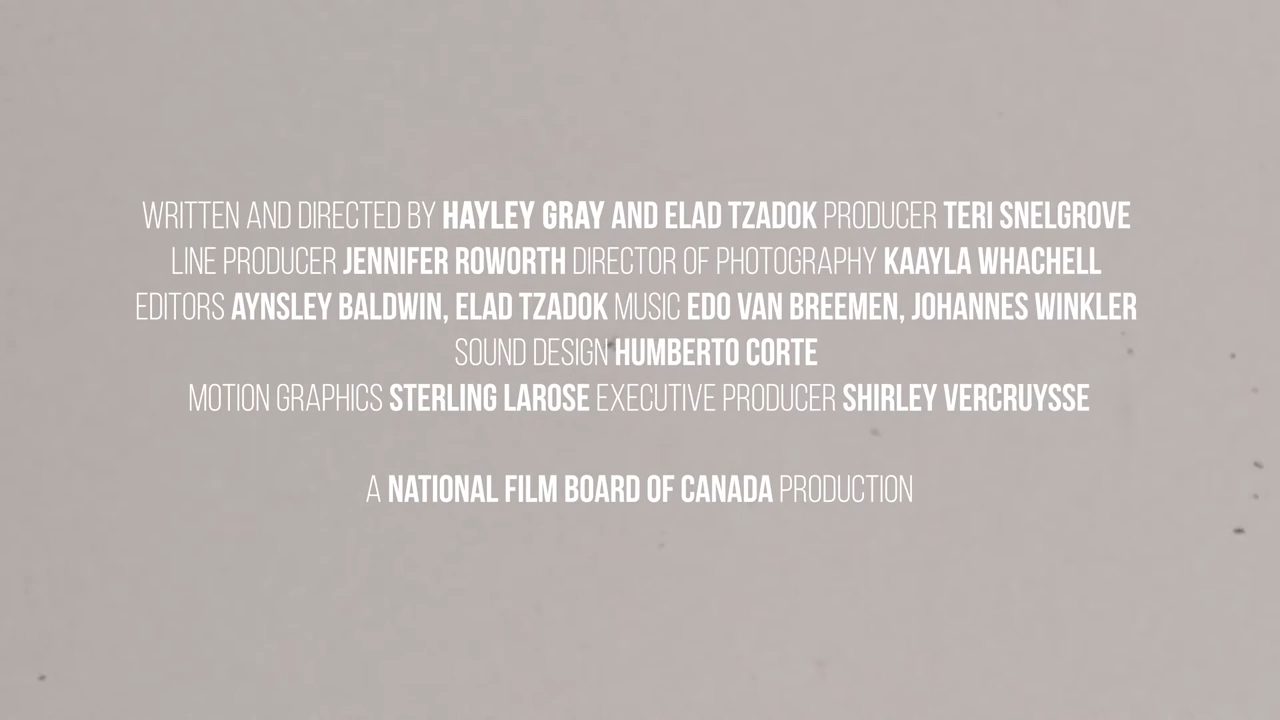 WRITTEN AND DIRECTED BY HAYLEY GRAY AND ELAD TZADOK PRODUCER TERI SNELGROVE
LINE PRODUCER JENNIFER ROWORTH DIRECTOR OF PHOTOGRAPHY KAAYLA WHACHELL
EDITORS AYNSLEY BALDWIN, ELAD TZADOK MUSIC EDO VAN BREEMEN, JOHANNES WINKLER
SOUND DESIGN HUMBERTO CORTE
MOTION GRAPHICS STERLING LAROSE EXECUTIVE PRODUCER SHIRLEY VERCRUYSSE
A NATIONAL FILM BOARD OF CANADA PRODUCTION